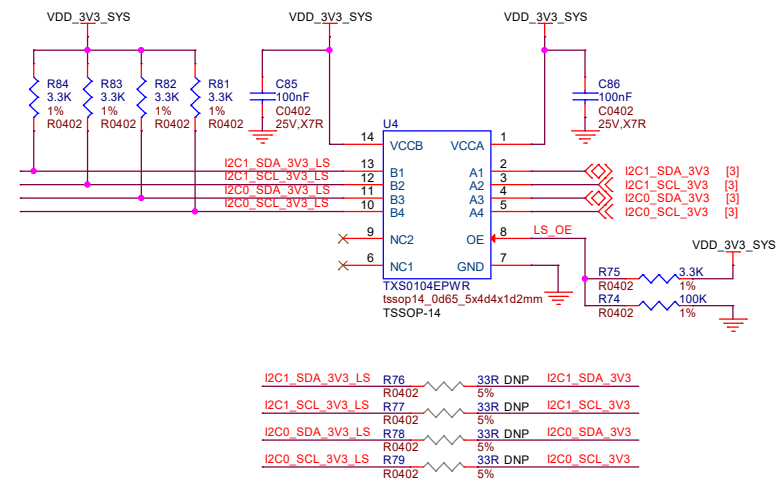 VDD_3V3_SYS VDD_3V3_SYS VDD_3V3_SYS
R84 R83 R82 R81 C85 C86
3.3K 3.3K 3.3K 3.3K 100nF 100nF
1% 1% 1% 1% C0402 C0402
R0402 R0402 R0402 R0402 25V,X7R 25V,X7R
U4
14 VCCB VCCA 1
I2C1_SDA_3V3_LS 13 B1 A1 2 I2C1_SDA_3V3 [3]
I2C1_SCL_3V3_LS 12 B2 A2 3 I2C1_SCL_3V3 [3]
I2C0_SDA_3V3_LS 11 B3 A3 4 I2C0_SDA_3V3 [3]
I2C0_SCL_3V3_LS 10 B4 A4 5 I2C0_SCL_3V3 [3]
9 NC2 OE 8 LS_OE
VDD_3V3_SYS
6 NC1 GND 7
R75 3.3K
R0402 1%
TXS0104EPWR
tssop14_0d65_5x4d4x1d2mm
TSSOP-14
R74 100K
R0402 1%
I2C1_SDA_3V3_LS R76 33R DNP I2C1_SDA_3V3
R0402 5%
I2C1_SCL_3V3_LS R77 33R DNP I2C1_SCL_3V3
R0402 5%
I2C0_SDA_3V3_LS R78 33R DNP I2C0_SDA_3V3
R0402 5%
I2C0_SCL_3V3_LS R79 33R DNP I2C0_SCL_3V3
R0402 5%